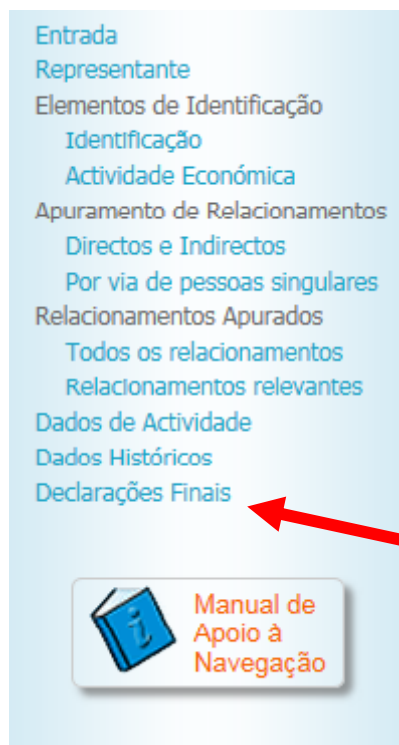 Entrada
Representante
Elementos de Identificação
Identificação
Actividade Económica
Apuramento de Relacionamentos
Directos e Indirectos
Por via de pessoas singulares
Relacionamentos Apurados
Todos os relacionamentos
Relacionamentos relevantes
Dados de Actividade
Dados Históricos
Declarações Finais
i
Manual de
Apoio à
Navegação